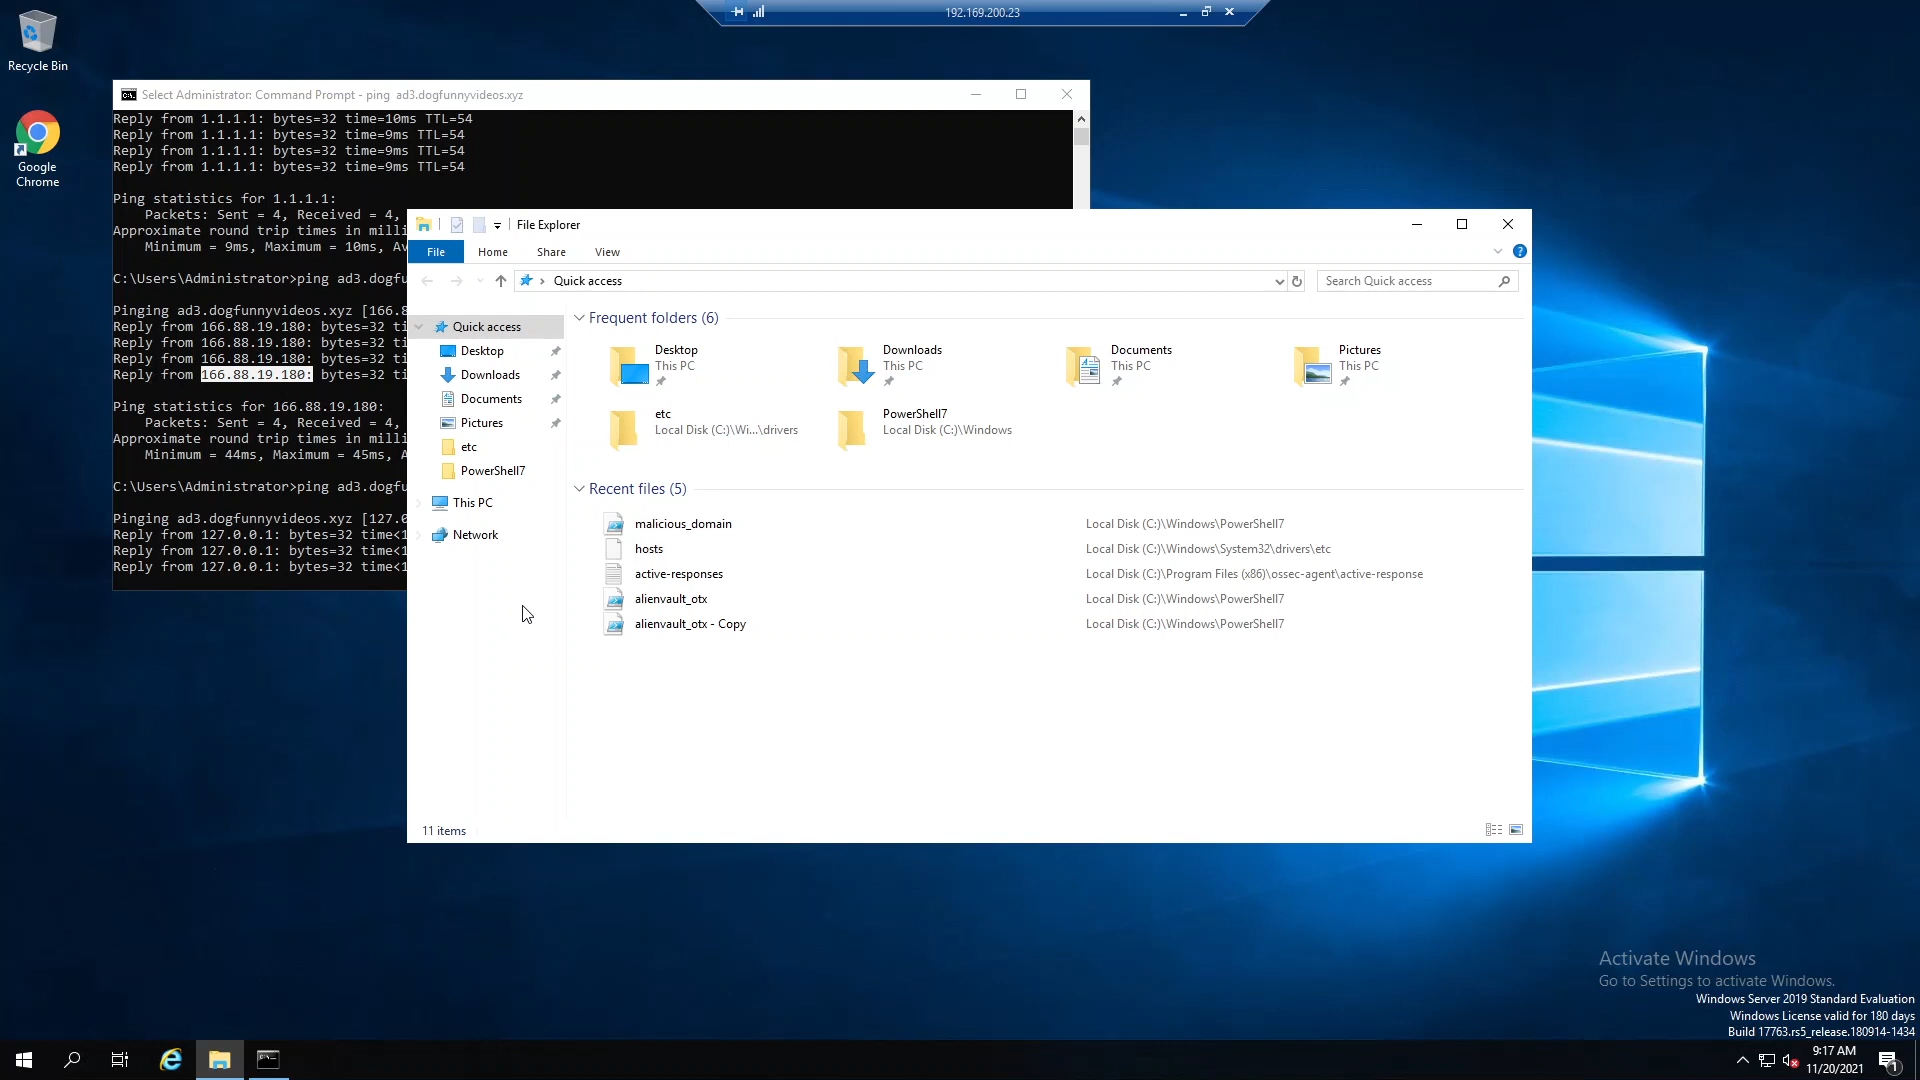 192.169.200.23
Recycle Bin
Google
Chrome
Select Administrator: Command Prompt - ping  ad3.dogfunnyvideos.xyz
Reply from 1.1.1.1: bytes=32 time=10ms TTL=54
Reply from 1.1.1.1: bytes=32 time=9ms TTL=54
Reply from 1.1.1.1: bytes=32 time=9ms TTL=54
Reply from 1.1.1.1: bytes=32 time=9ms TTL=54
Ping statistics for 1.1.1.1:
Packets: Sent = 4, Received = 4,
Approximate round trip times in milli
Minimum = 9ms, Maximum = 10ms, Av
C:\Users\Administrator>ping ad3.dogfu
Pinging ad3.dogfunnyvideos.xyz [166.8
Reply from 166.88.19.180: bytes=32 ti
Reply from 166.88.19.180: bytes=32 ti
Reply from 166.88.19.180: bytes=32 ti
Reply from 166.88.19.180: bytes=32 ti
Ping statistics for 166.88.19.180:
Packets: Sent = 4, Received = 4,
Approximate round trip times in milli
Minimum = 44ms, Maximum = 45ms, A
C:\Users\Administrator>ping ad3.dogfu
Pinging ad3.dogfunnyvideos.xyz [127.0
Reply from 127.0.0.1: bytes=32 time<1
Reply from 127.0.0.1: bytes=32 time<1
Reply from 127.0.0.1: bytes=32 time<1
File Explorer
File Home Share View
Quick access
Search Quick access
Quick access
Desktop
Downloads
Documents
Pictures
etc
PowerShell7
This PC
Network
Frequent folders (6)
Desktop
This PC
Downloads
This PC
Documents
This PC
Pictures
This PC
etc
Local Disk (C:)\Wi...\drivers
PowerShell7
Local Disk (C:)\Windows
Recent files (5)
malicious_domain Local Disk (C:)\Windows\PowerShell7
hosts Local Disk (C:)\Windows\System32\drivers\etc
active-responses Local Disk (C:)\Program Files (x86)\ossec-agent\active-response
alienvault_otx Local Disk (C:)\Windows\PowerShell7
alienvault_otx - Copy Local Disk (C:)\Windows\PowerShell7
11 items
Activate Windows
Go to Settings to activate Windows.
Windows Server 2019 Standard Evaluation
Windows License valid for 180 days
Build 17763.rs5_release.180914-1434
9:17 AM
11/20/2021
1